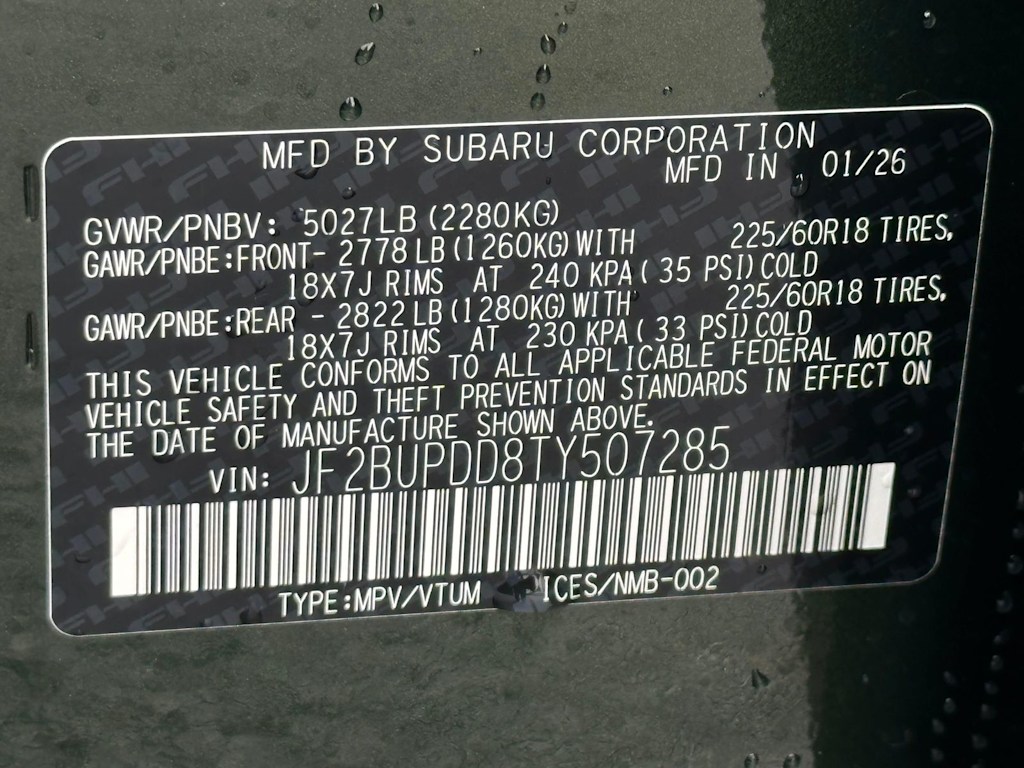 MFD BY SUBARU CORPORATION
MFD IN 01/26
GVWR/PNBV: 5027LB (2280KG)
GAWR/PNBE:FRONT- 2778 LB (1260KG) WITH 225/60R18 TIRES,
18X7J RIMS AT 240 KPA( 35 PSI) COLD
GAWR/PNBE:REAR - 2822 LB (1280KG) WITH 225/60R18 TIRES,
18X7J RIMS AT 230 KPA( 33 PSI) COLD
THIS VEHICLE CONFORMS TO ALL APPLICABLE FEDERAL MOTOR
VEHICLE SAFETY AND THEFT PREVENTION STANDARDS IN EFFECT ON
THE DATE OF MANUFACTURE SHOWN ABOVE.
VIN: JF2BUPDD8TY507285
TYPE:MPV/VTUM ICES/NMB-002